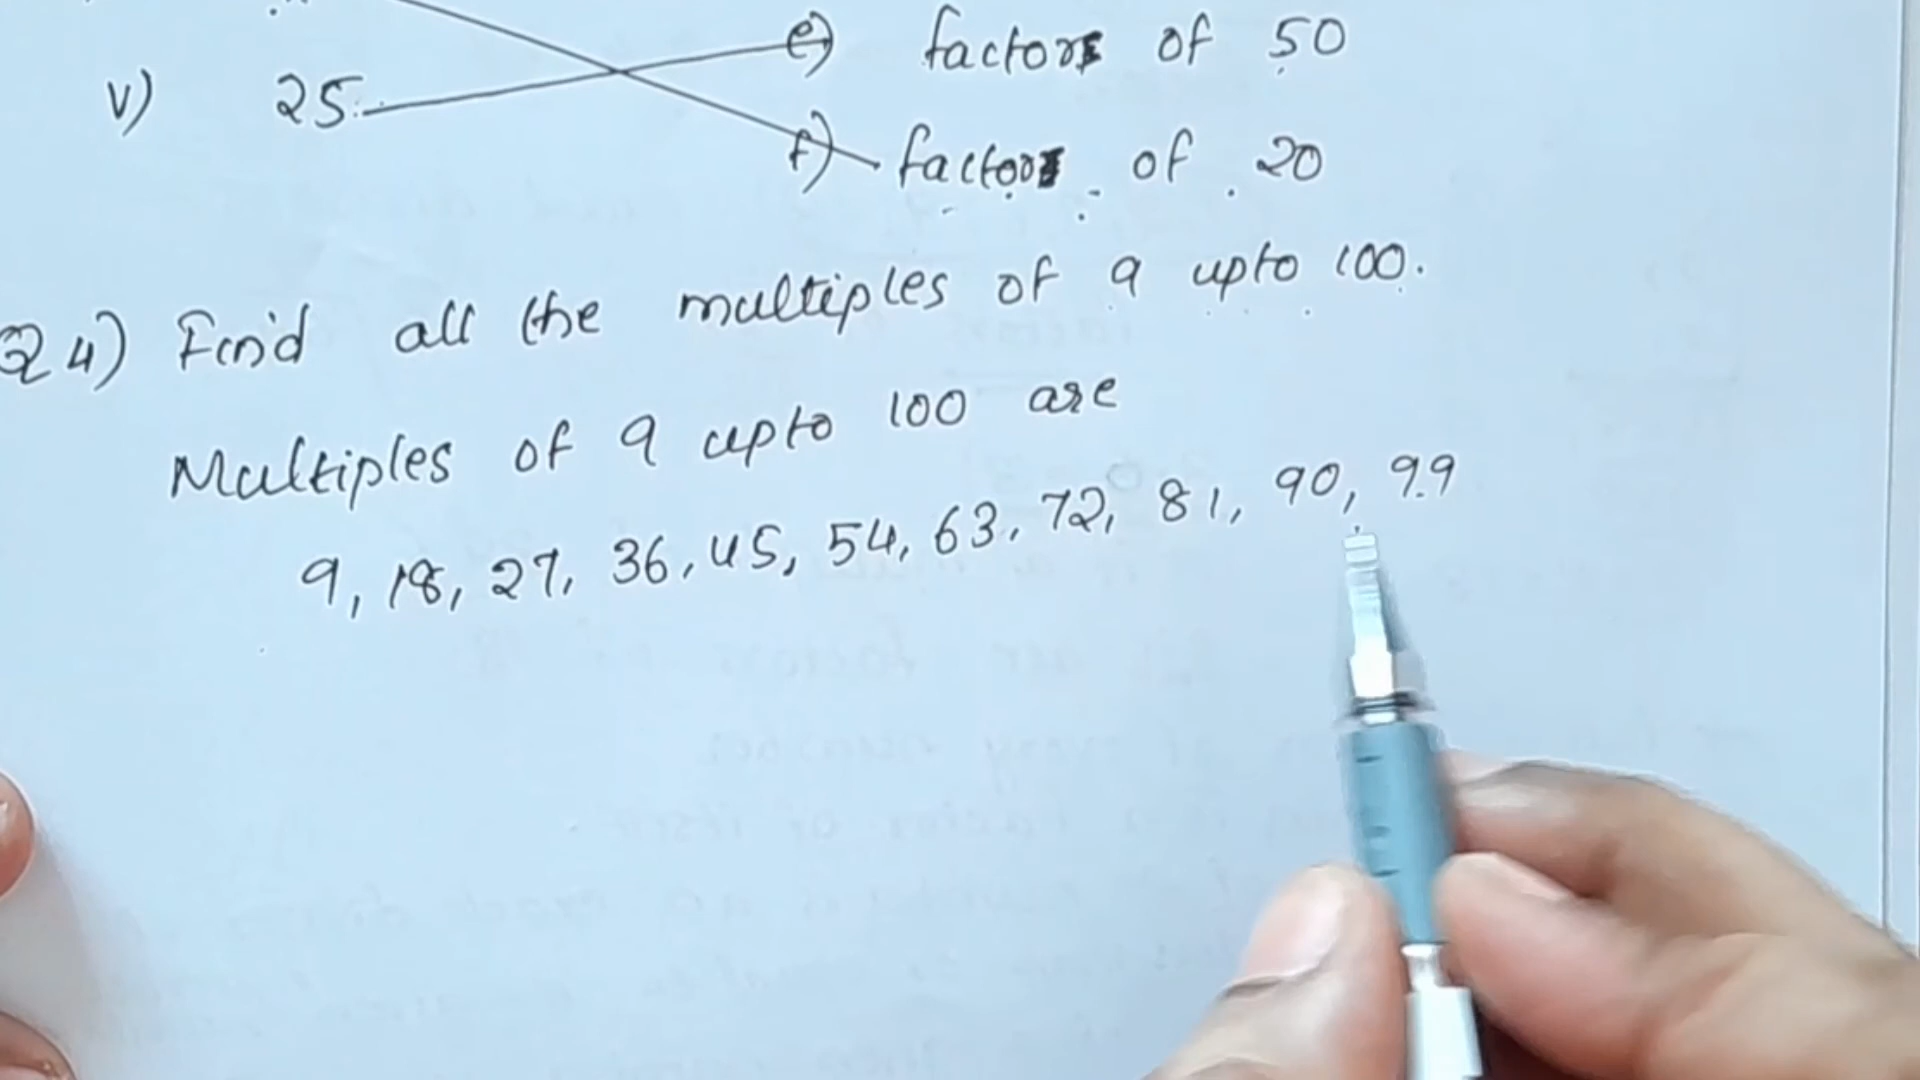 v) 25 e) factors of 50
f) factors of 20
Q4) Find all the multiples of 9 upto 100.
Multiples of 9 upto 100 are
9, 18, 27, 36, 45, 54, 63, 72, 81, 90, 99